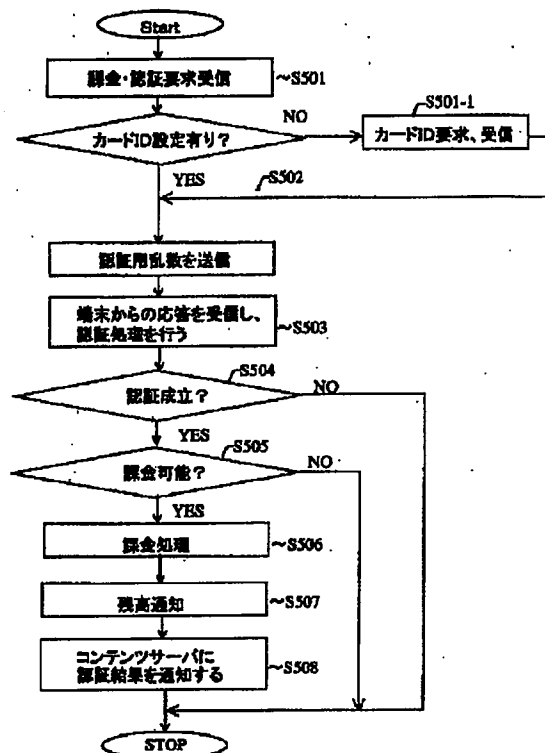 Start
課金・認証要求受信
～S501
カードID設定有り?
NO
S501-1
カードID要求、受信
YES
S502
認証用乱数を送信
端末からの応答を受信し、
認証処理を行う
～S503
S504
認証成立?
NO
YES
S505
課金可能?
NO
YES
課金処理
～S506
残高通知
～S507
コンテンツサーバに
認証結果を通知する
～S508
STOP